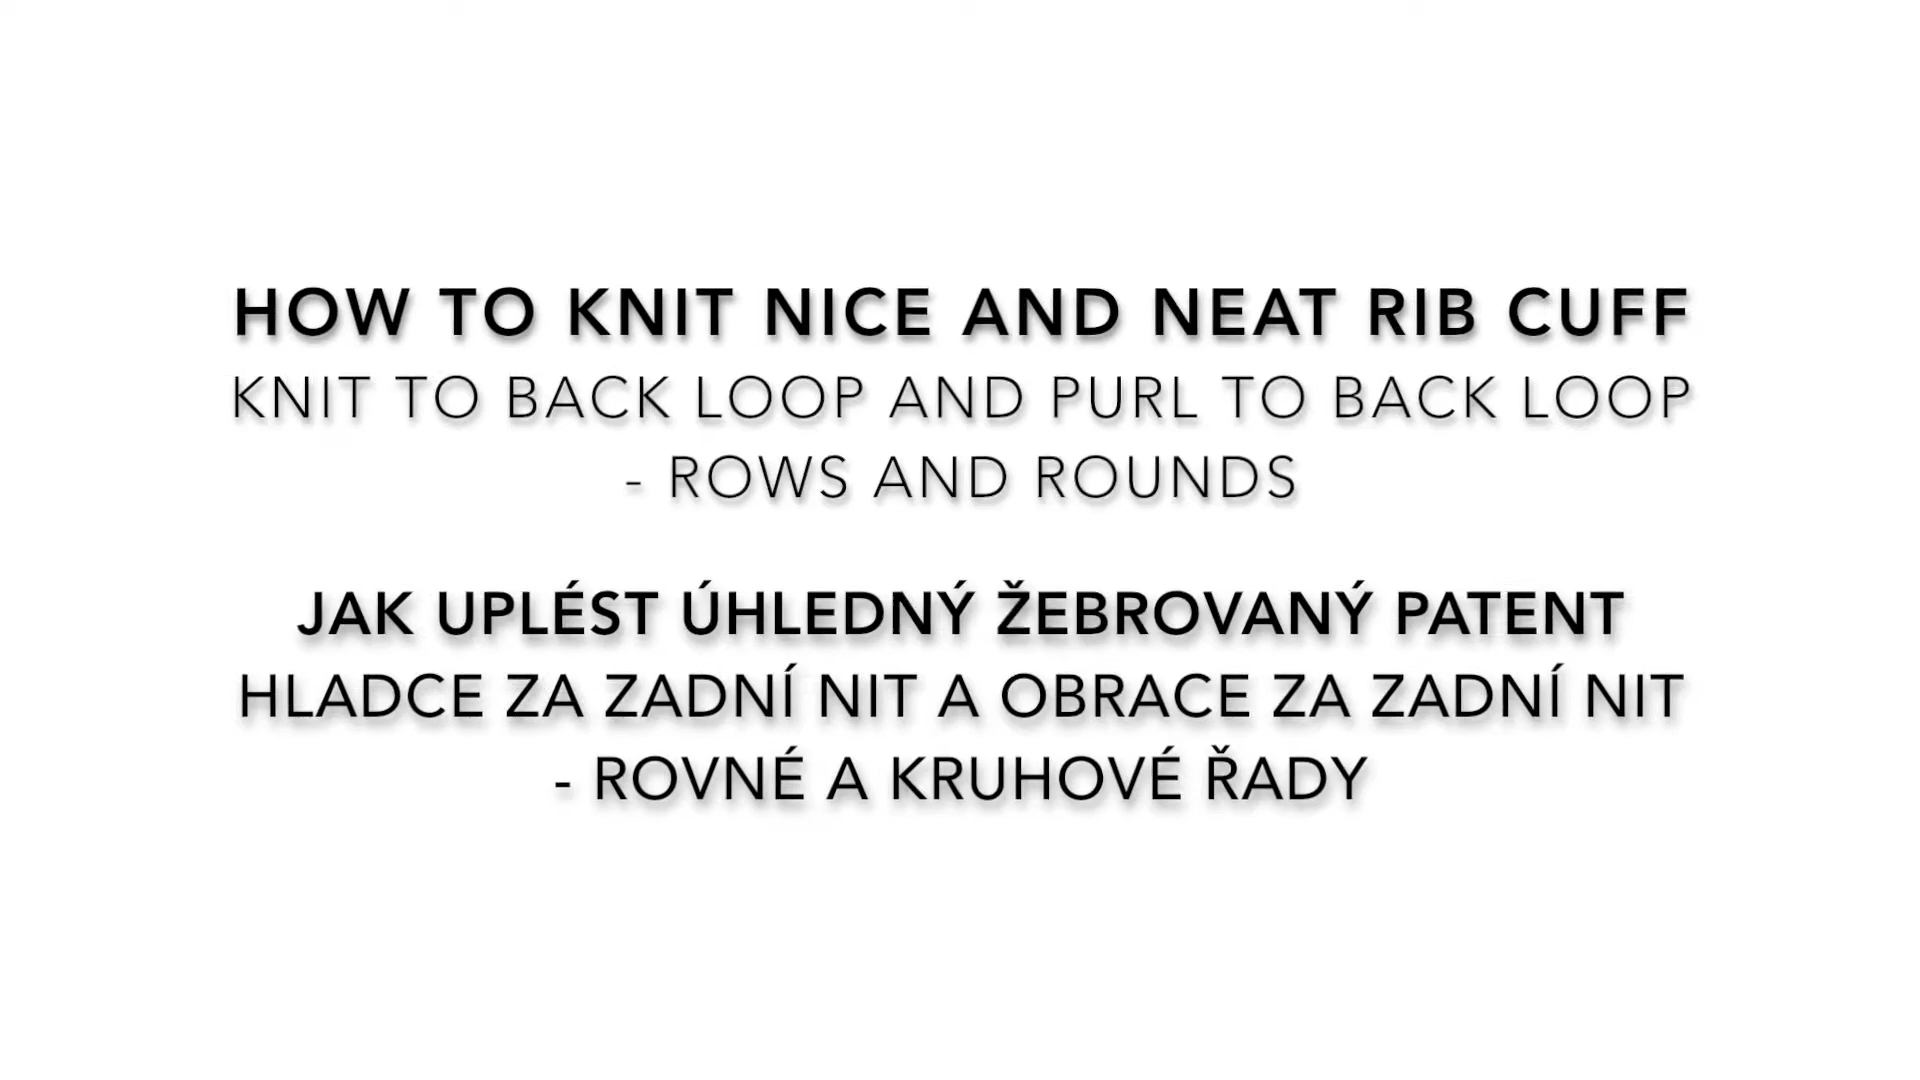 HOW TO KNIT NICE AND NEAT RIB CUFF
KNIT TO BACK LOOP AND PURL TO BACK LOOP
- ROWS AND ROUNDS
JAK UPLÉST ÚHLEDNÝ ŽEBROVANÝ PATENT
HLADCE ZA ZADNÍ NIT A OBRACE ZA ZADNÍ NIT
- ROVNÉ A KRUHOVÉ ŘADY